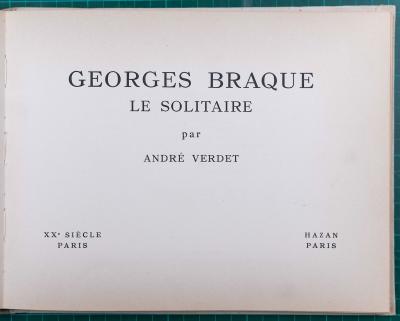 GEORGES BRAQUE
LE SOLITAIRE
par
ANDRÉ VERDET
XXe SIÈCLE
PARIS
HAZAN
PARIS